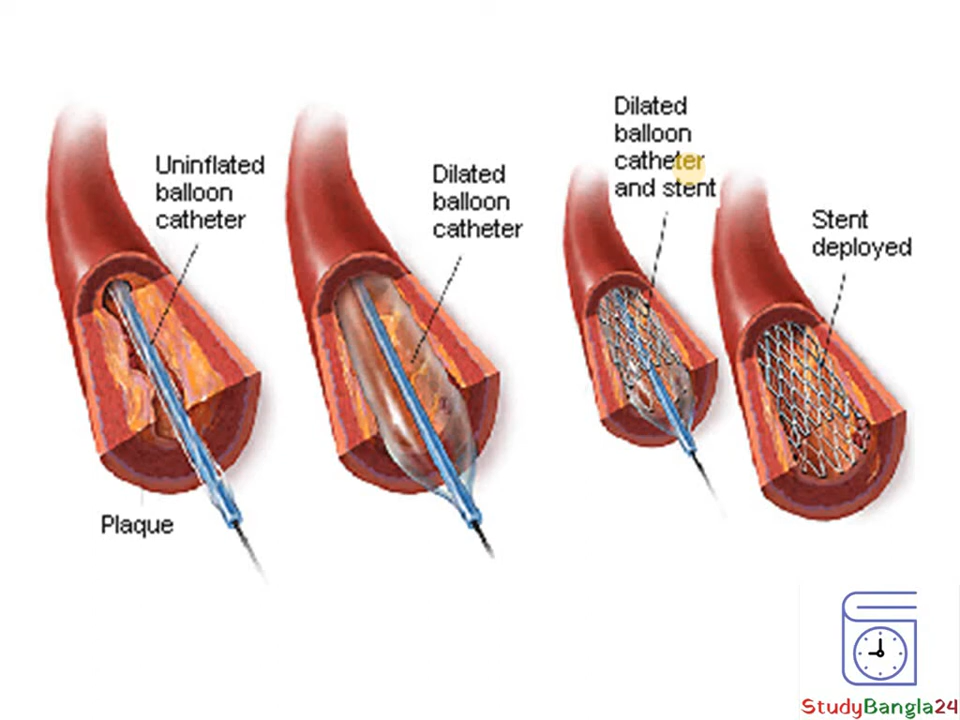 Uninflated
balloon
catheter
Plaque
Dilated
balloon
catheter
Dilated
balloon
catheter
and stent
Stent
deployed
StudyBangla24